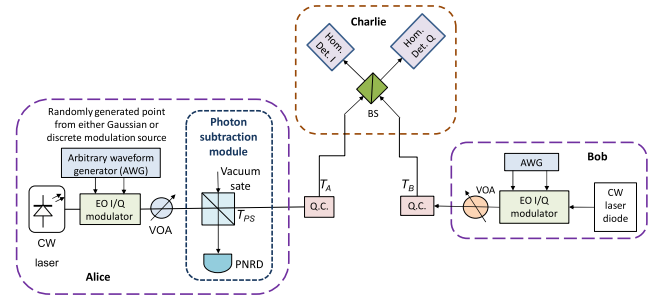 Charlie
Hom.
Det. I
Hom.
Det. Q
BS
Randomly generated point
from either Gaussian or
discrete modulation source
Arbitrary waveform
generator (AWG)
EO I/Q
modulator
VOA
CW
laser
Alice
Photon
subtraction
module
Vacuum
sate
T_PS
PNRD
Q.C.
T_A
T_B
Q.C.
Bob
AWG
VOA
EO I/Q
modulator
CW
laser
diode